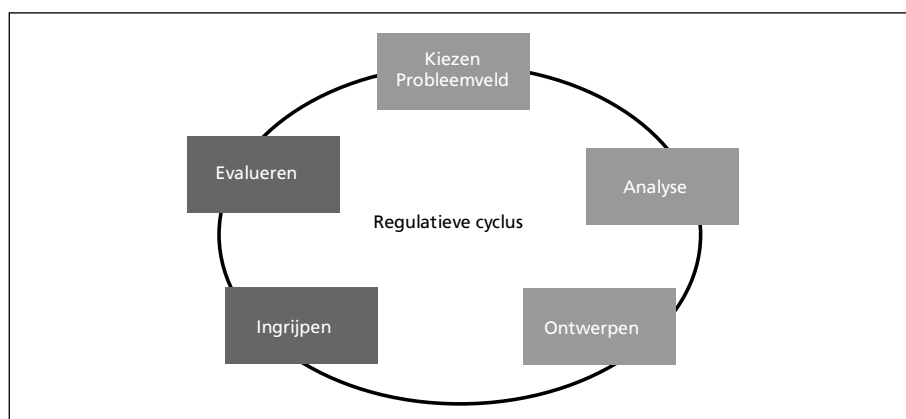 Kiezen
Probleemveld
Evalueren
Analyse
Regulatieve cyclus
Ingrijpen
Ontwerpen